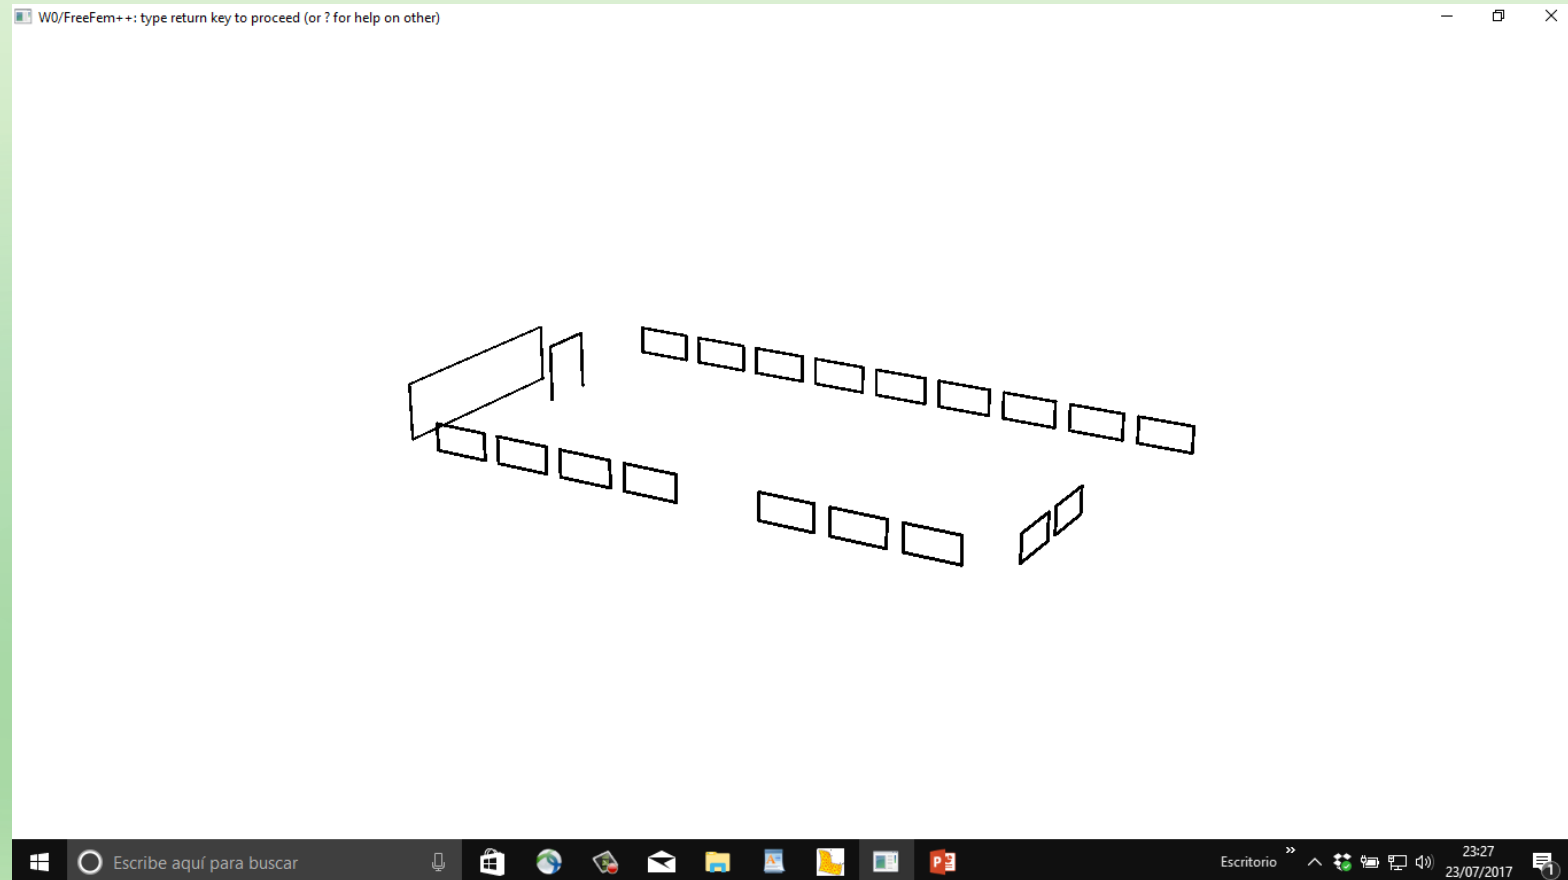 W0/FreeFem++: type return key to proceed (or ? for help on other)
Escribe aquí para buscar
Escritorio
23:27
23/07/2017
1